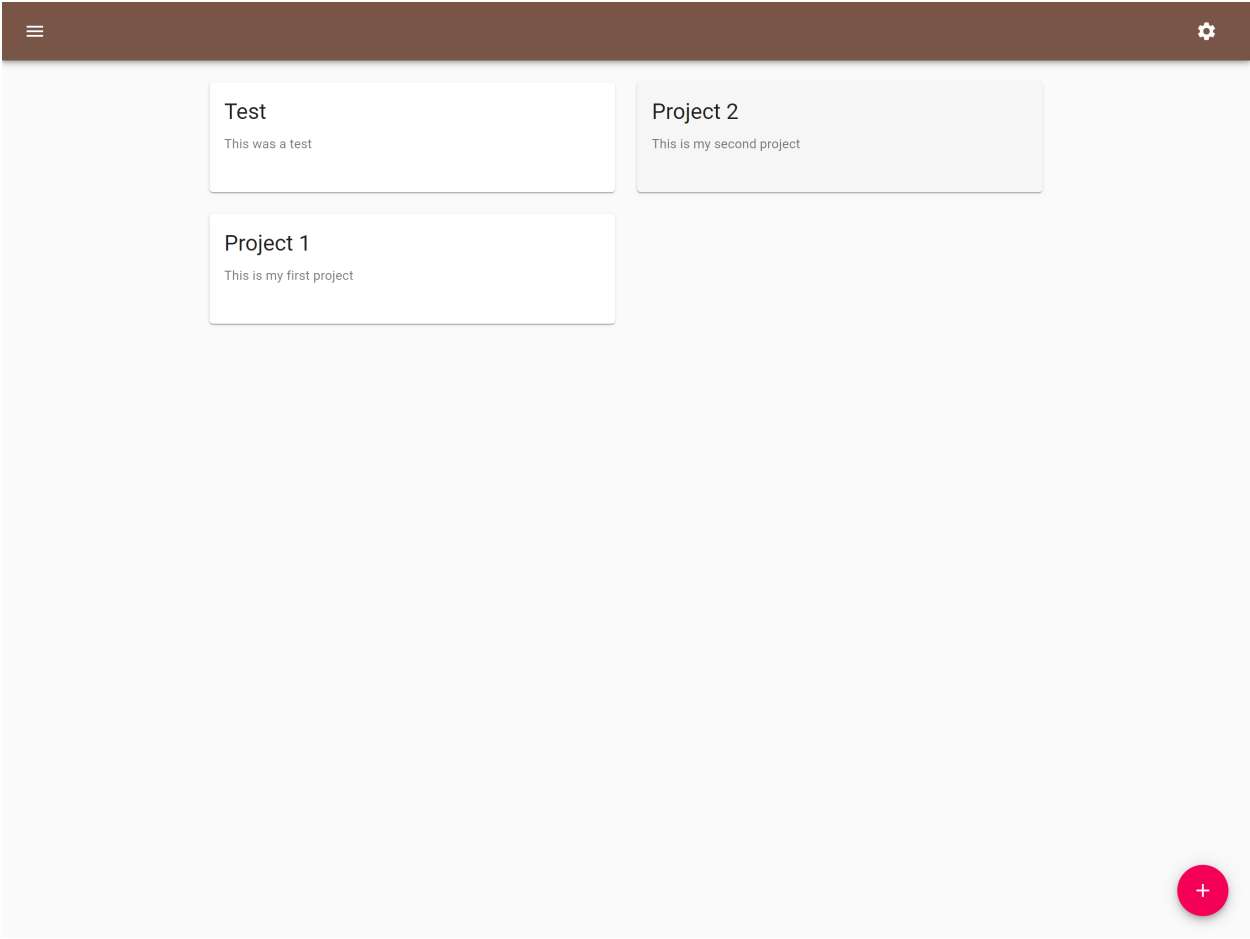 Test
This was a test
Project 2
This is my second project
Project 1
This is my first project